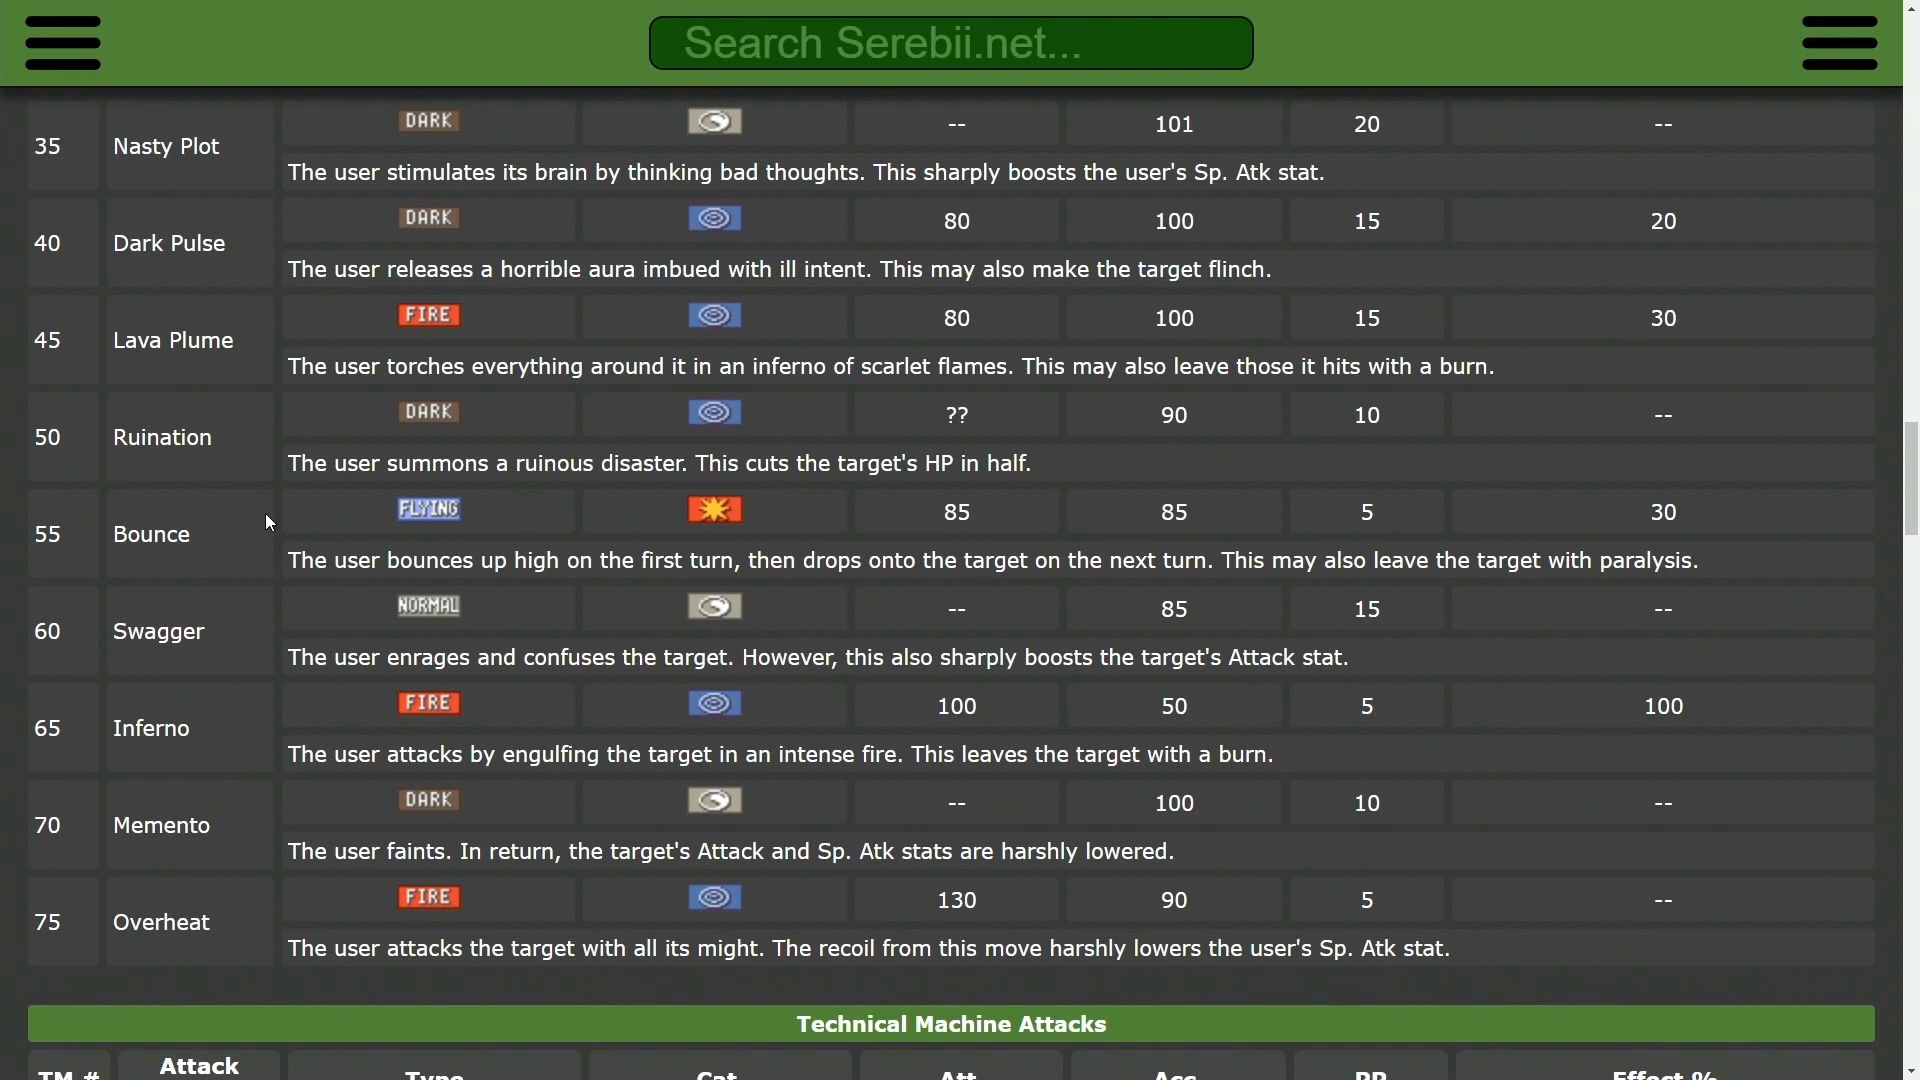 Search Serebii.net...
35 Nasty Plot DARK -- 101 20 --
The user stimulates its brain by thinking bad thoughts. This sharply boosts the user's Sp. Atk stat.
40 Dark Pulse DARK 80 100 15 20
The user releases a horrible aura imbued with ill intent. This may also make the target flinch.
45 Lava Plume FIRE 80 100 15 30
The user torches everything around it in an inferno of scarlet flames. This may also leave those it hits with a burn.
50 Ruination DARK ?? 90 10 --
The user summons a ruinous disaster. This cuts the target's HP in half.
55 Bounce FLYING 85 85 5 30
The user bounces up high on the first turn, then drops onto the target on the next turn. This may also leave the target with paralysis.
60 Swagger NORMAL -- 85 15 --
The user enrages and confuses the target. However, this also sharply boosts the target's Attack stat.
65 Inferno FIRE 100 50 5 100
The user attacks by engulfing the target in an intense fire. This leaves the target with a burn.
70 Memento DARK -- 100 10 --
The user faints. In return, the target's Attack and Sp. Atk stats are harshly lowered.
75 Overheat FIRE 130 90 5 --
The user attacks the target with all its might. The recoil from this move harshly lowers the user's Sp. Atk stat.
Technical Machine Attacks
Attack
TM # Type Cat Att Acc PP Effect %